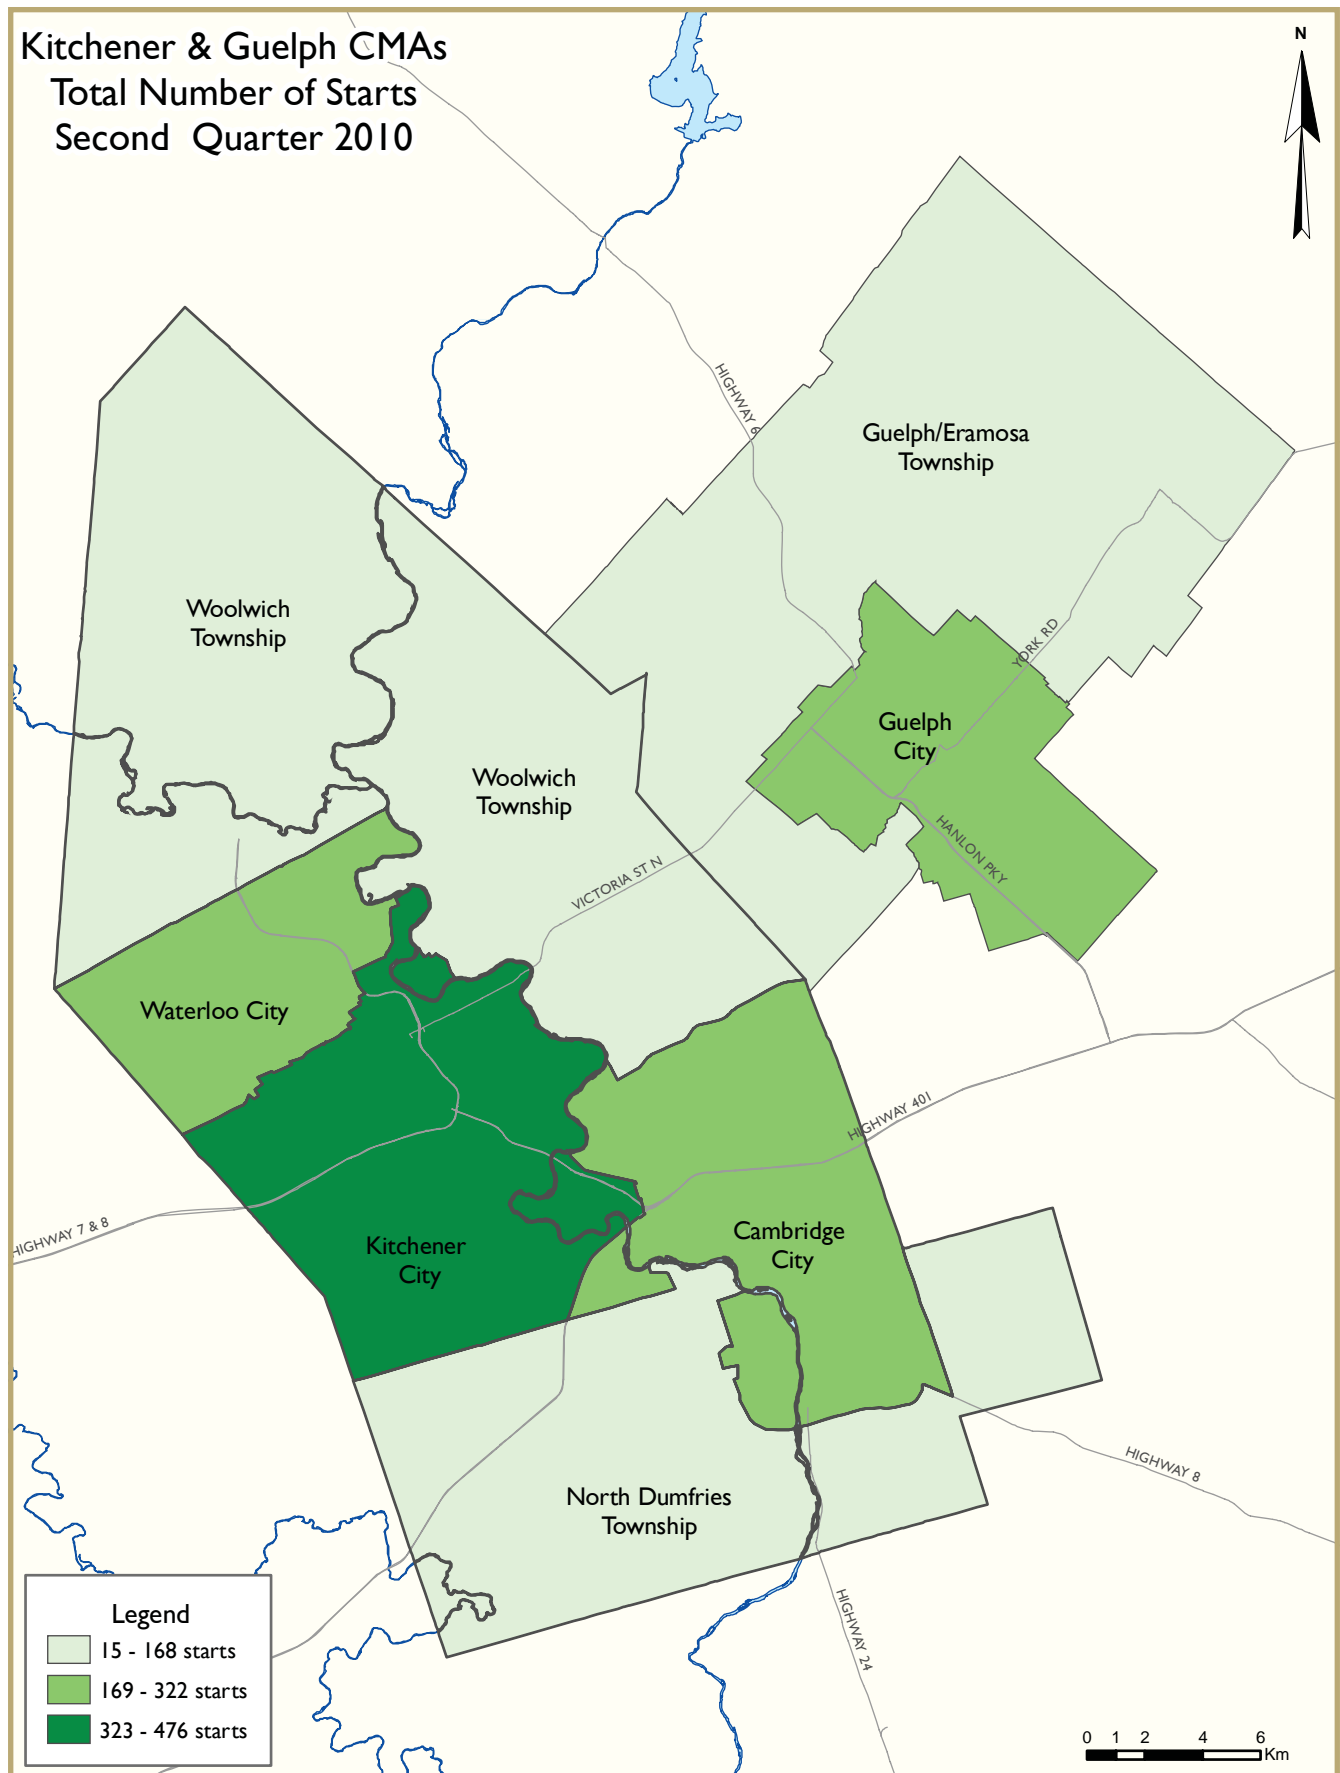 Kitchener & Guelph CMAs
Total Number of Starts
Second Quarter 2010
N
HIGHWAY 6
Guelph/Eramosa
Township
Woolwich
Township
YORK RD
Guelph
City
Woolwich
Township
HANLON PKY
VICTORIA ST N
Waterloo City
HIGHWAY 401
HIGHWAY 7 & 8
Kitchener
City
Cambridge
City
HIGHWAY 8
North Dumfries
Township
HIGHWAY 24
Legend
15 - 168 starts
169 - 322 starts
323 - 476 starts
0 1 2 4 6
Km